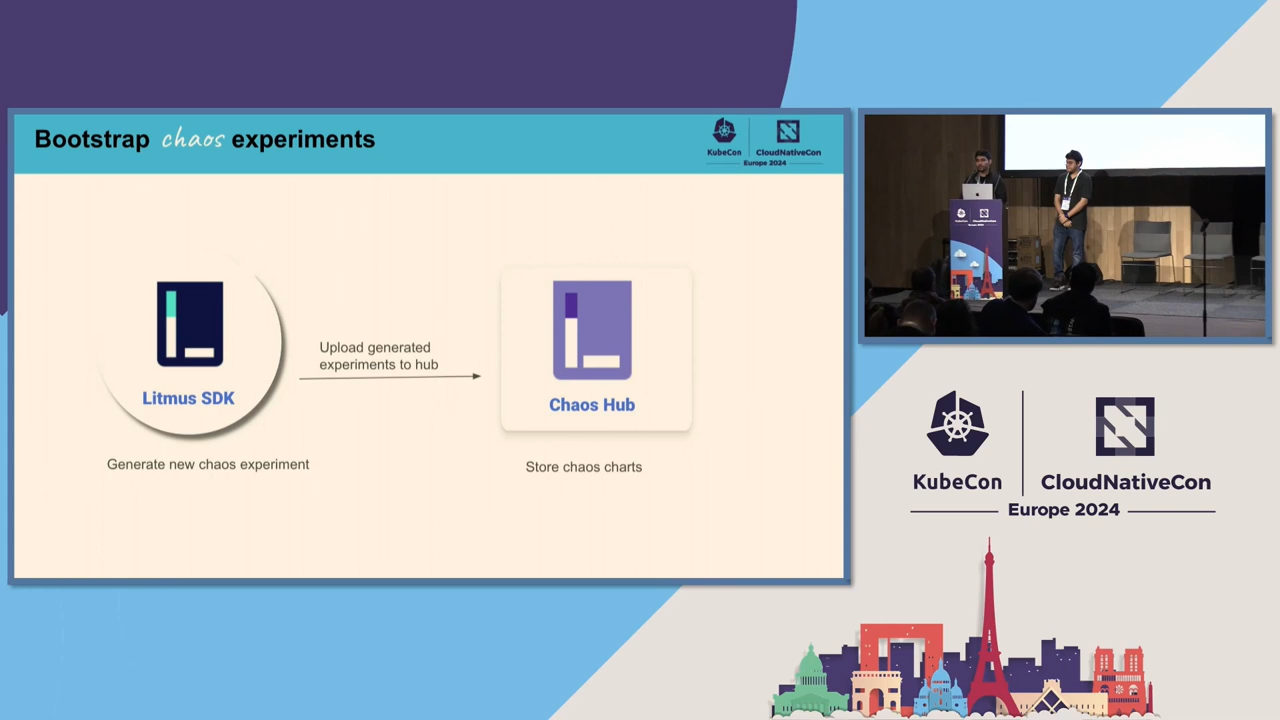 Bootstrap chaos experiments
KubeCon
CloudNativeCon
Europe 2024
Upload generated
experiments to hub
Litmus SDK
Chaos Hub
Generate new chaos experiment
Store chaos charts
KubeCon
CloudNativeCon
Europe 2024